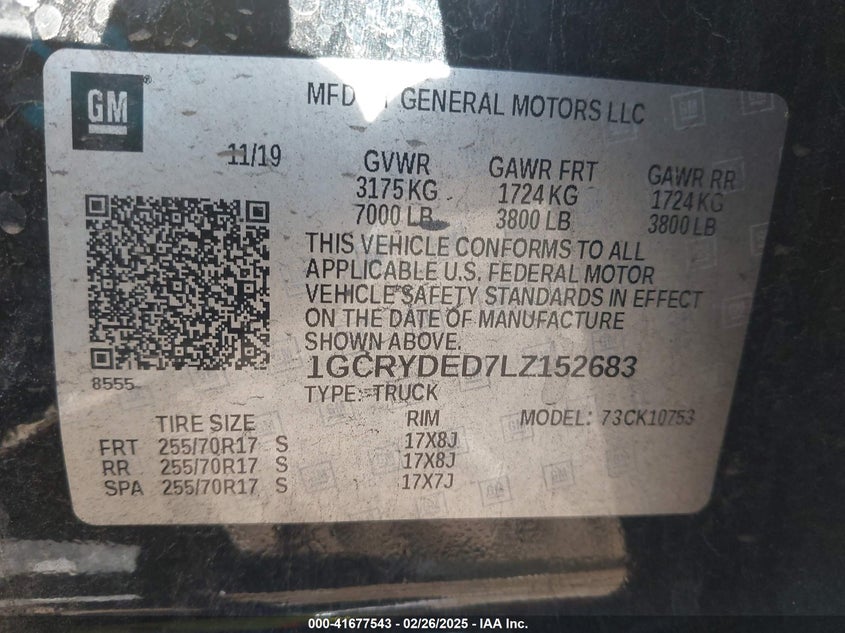 GM
MFD BY GENERAL MOTORS LLC
11/19
GVWR GAWR FRT GAWR RR
3175 KG 1724 KG 1724 KG
7000 LB 3800 LB 3800 LB
THIS VEHICLE CONFORMS TO ALL
APPLICABLE U.S. FEDERAL MOTOR
VEHICLE SAFETY STANDARDS IN EFFECT
ON THE DATE OF MANUFACTURE
SHOWN ABOVE.
1GCRYDED7LZ152683
8555
TYPE: TRUCK
TIRE SIZE RIM MODEL: 73CK10753
FRT 255/70R17 S 17X8J
RR 255/70R17 S 17X8J
SPA 255/70R17 S 17X7J
000-41677543 - 02/26/2025 - IAA Inc.